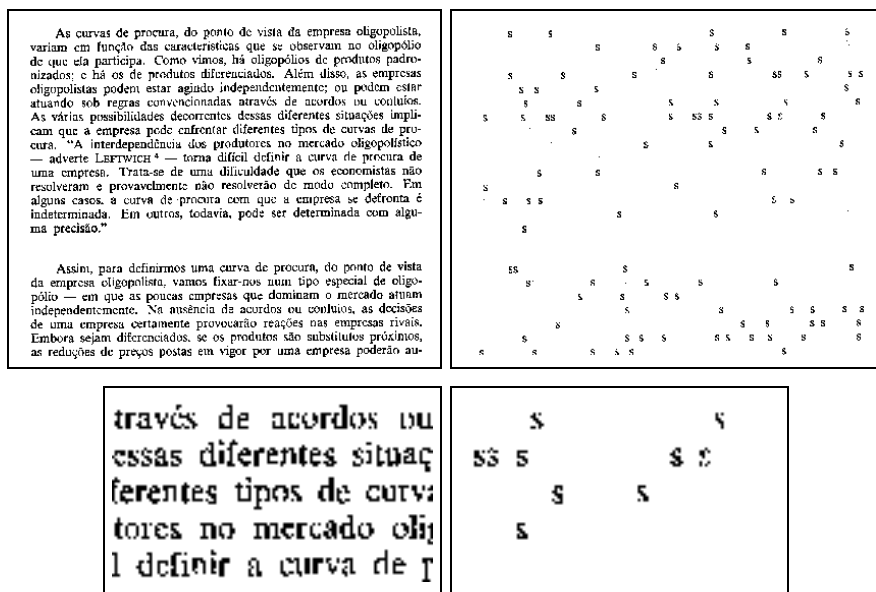 As curvas de procura, do ponto de vista da empresa oligopolista,
variam em função das características que se observam no oligopólio
de que ela participa. Como vimos, há oligopólios de produtos padro-
nizados; e há os de produtos diferenciados. Além disso, as empresas
oligopolistas podem estar agindo independentemente; ou podem estar
atuando sob regras convencionadas através de acordos ou conluios.
As várias possibilidades decorrentes dessas diferentes situações impli-
cam que a empresa pode enfrentar diferentes tipos de curvas de pro-
cura. “A interdependência dos produtores no mercado oligopolístico
— adverte LEFTWICH ⁴ — torna difícil definir a curva de procura de
uma empresa. Trata-se de uma dificuldade que os economistas não
resolveram e provavelmente não resolverão de modo completo. Em
alguns casos, a curva de procura com que a empresa se defronta é
indeterminada. Em outros, todavia, pode ser determinada com algu-
ma precisão.”
Assim, para definirmos uma curva de procura, do ponto de vista
da empresa oligopolista, vamos fixar-nos num tipo especial de oligo-
pólio — em que as poucas empresas que dominam o mercado atuam
independentemente. Na ausência de acordos ou conluios, as decisões
de uma empresa certamente provocarão reações nas empresas rivais.
Embora sejam diferenciados, se os produtos são substitutos próximos,
as reduções de preços postas em vigor por uma empresa poderão au-
través de acordos ou
essas diferentes situaç
ferentes tipos de curva
tores no mercado olig
l definir a curva de p
s s
ss s s s
s s
s